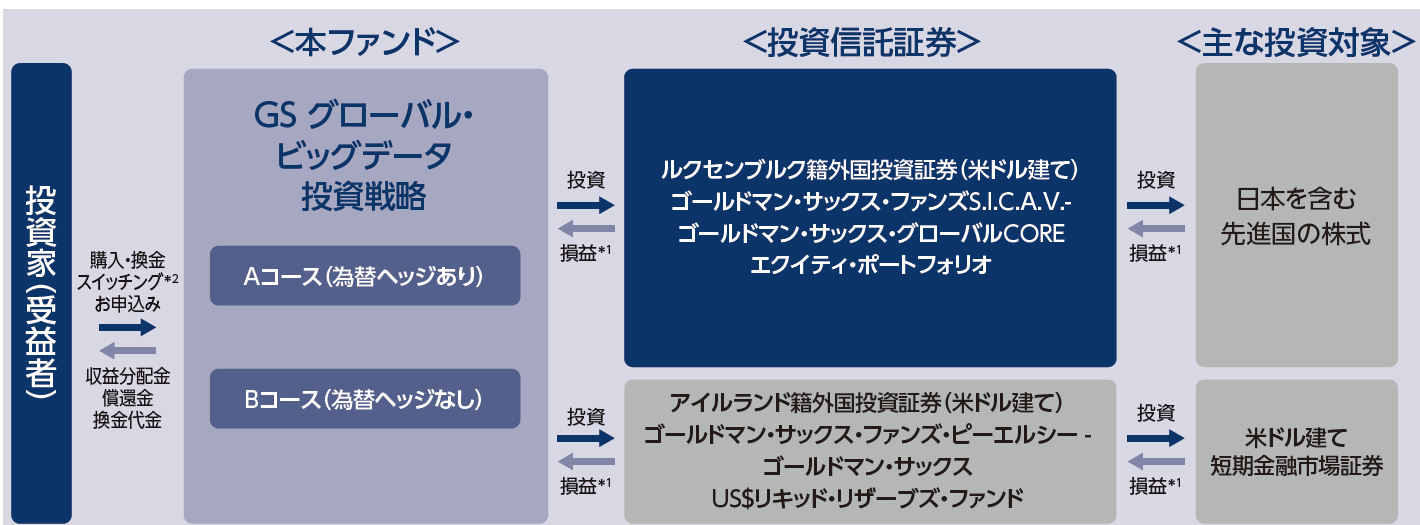 <本ファンド>
<投資信託証券>
<主な投資対象>
投資家(受益者)
購入・換金
スイッチング*2
お申込み
収益分配金
償還金
換金代金
GS グローバル・
ビッグデータ
投資戦略
Aコース(為替ヘッジあり)
Bコース(為替ヘッジなし)
投資
損益*1
ルクセンブルク籍外国投資証券(米ドル建て)
ゴールドマン・サックス・ファンズS.I.C.A.V.-
ゴールドマン・サックス・グローバルCORE
エクイティ・ポートフォリオ
投資
損益*1
日本を含む
先進国の株式
投資
損益*1
アイルランド籍外国投資証券(米ドル建て)
ゴールドマン・サックス・ファンズ・ピーエルシー -
ゴールドマン・サックス
US$リキッド・リザーブズ・ファンド
投資
損益*1
米ドル建て
短期金融市場証券